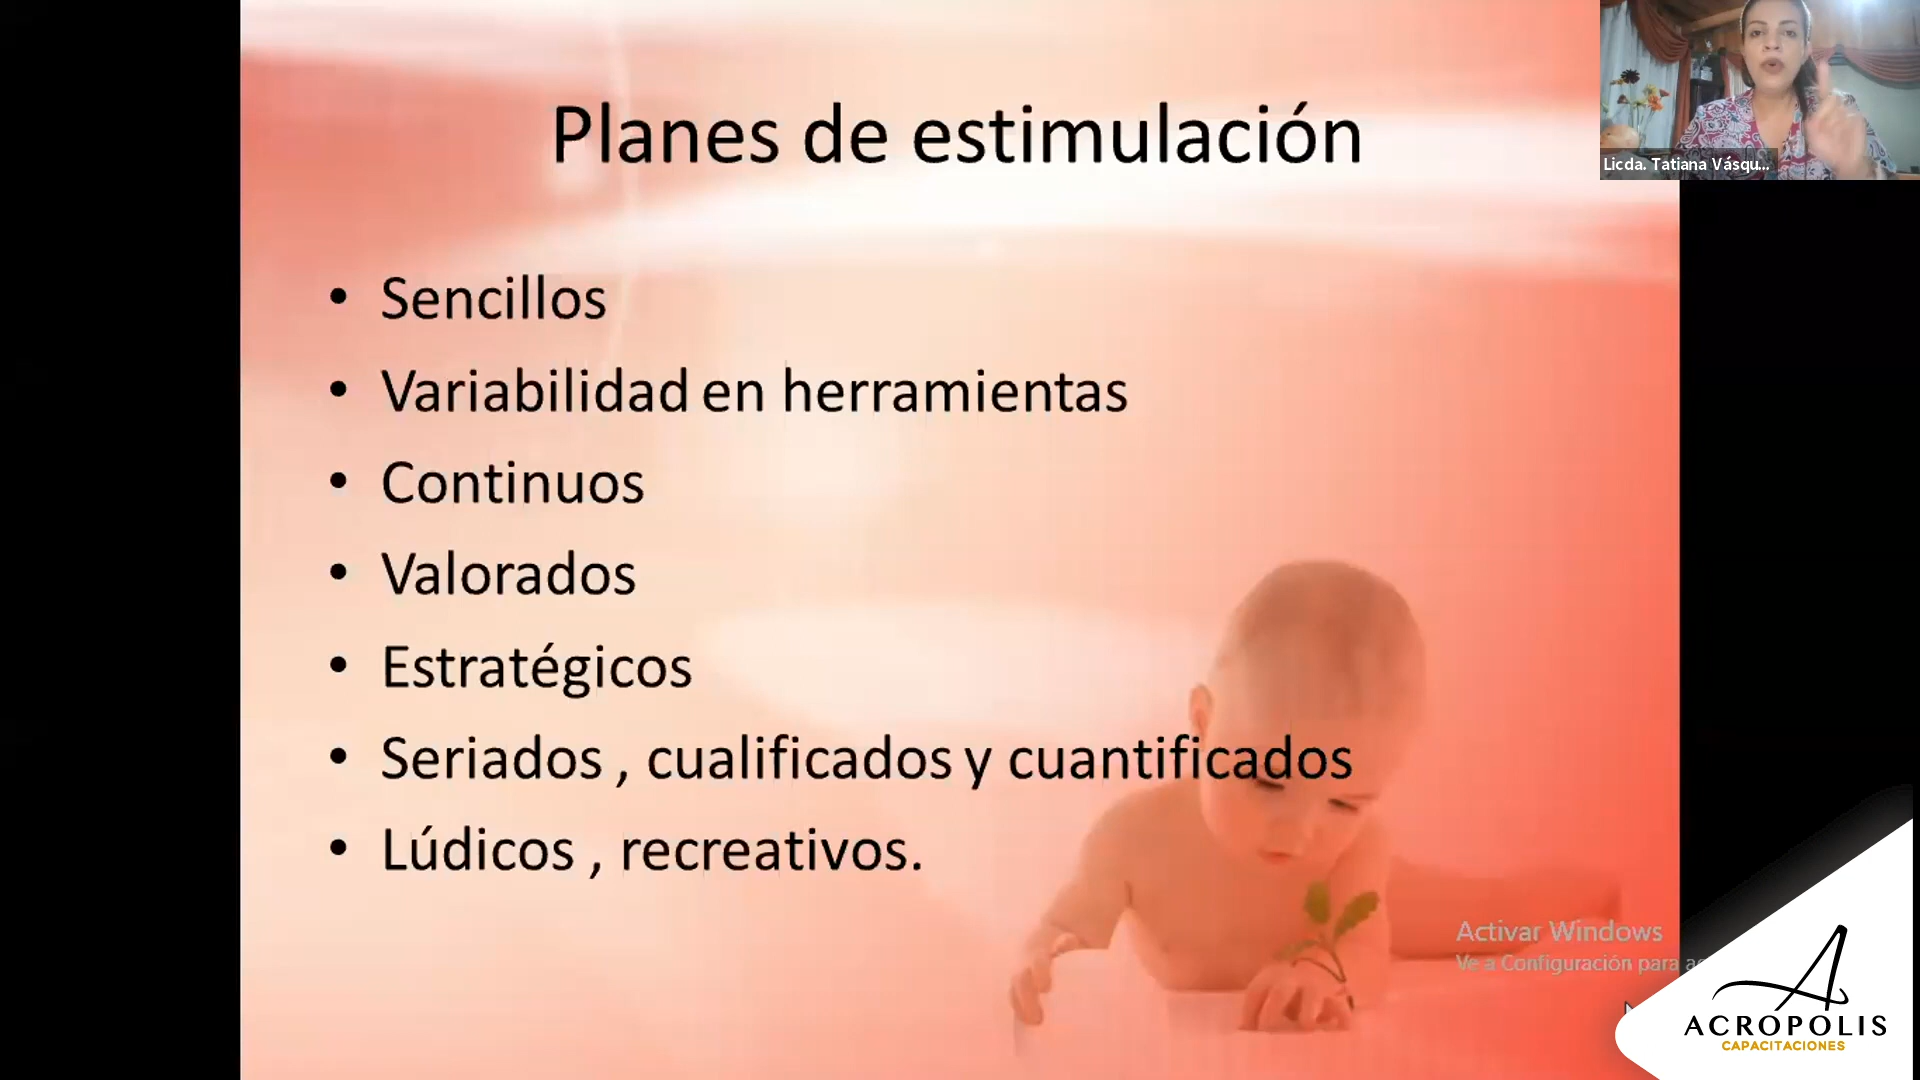 Planes de estimulación
Licda. Tatiana Vásqu...
• Sencillos
• Variabilidad en herramientas
• Continuos
• Valorados
• Estratégicos
• Seriados , cualificados y cuantificados
• Lúdicos , recreativos.
Activar Windows
Ve a Configuración para
ACROPOLIS
CAPACITACIONES